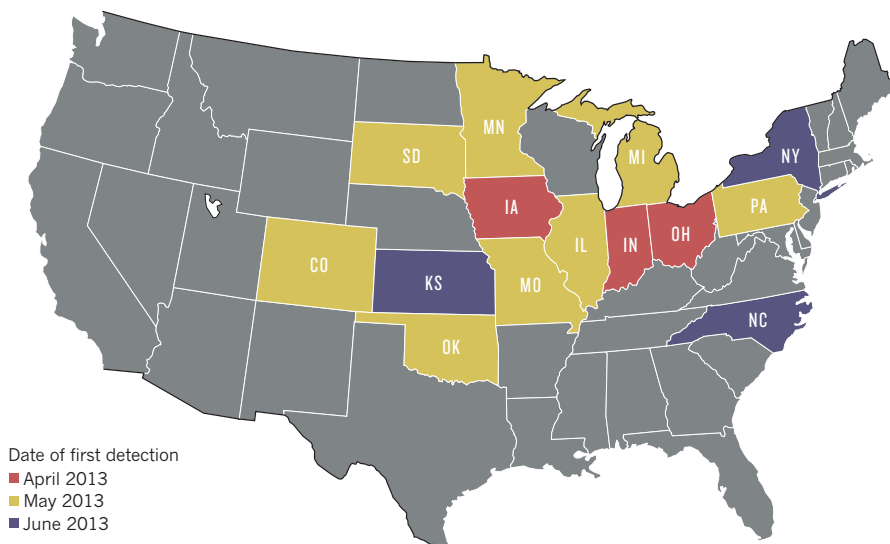 MN
SD
MI
NY
IA
PA
IN
OH
IL
CO
KS
MO
NC
OK
Date of first detection
April 2013
May 2013
June 2013